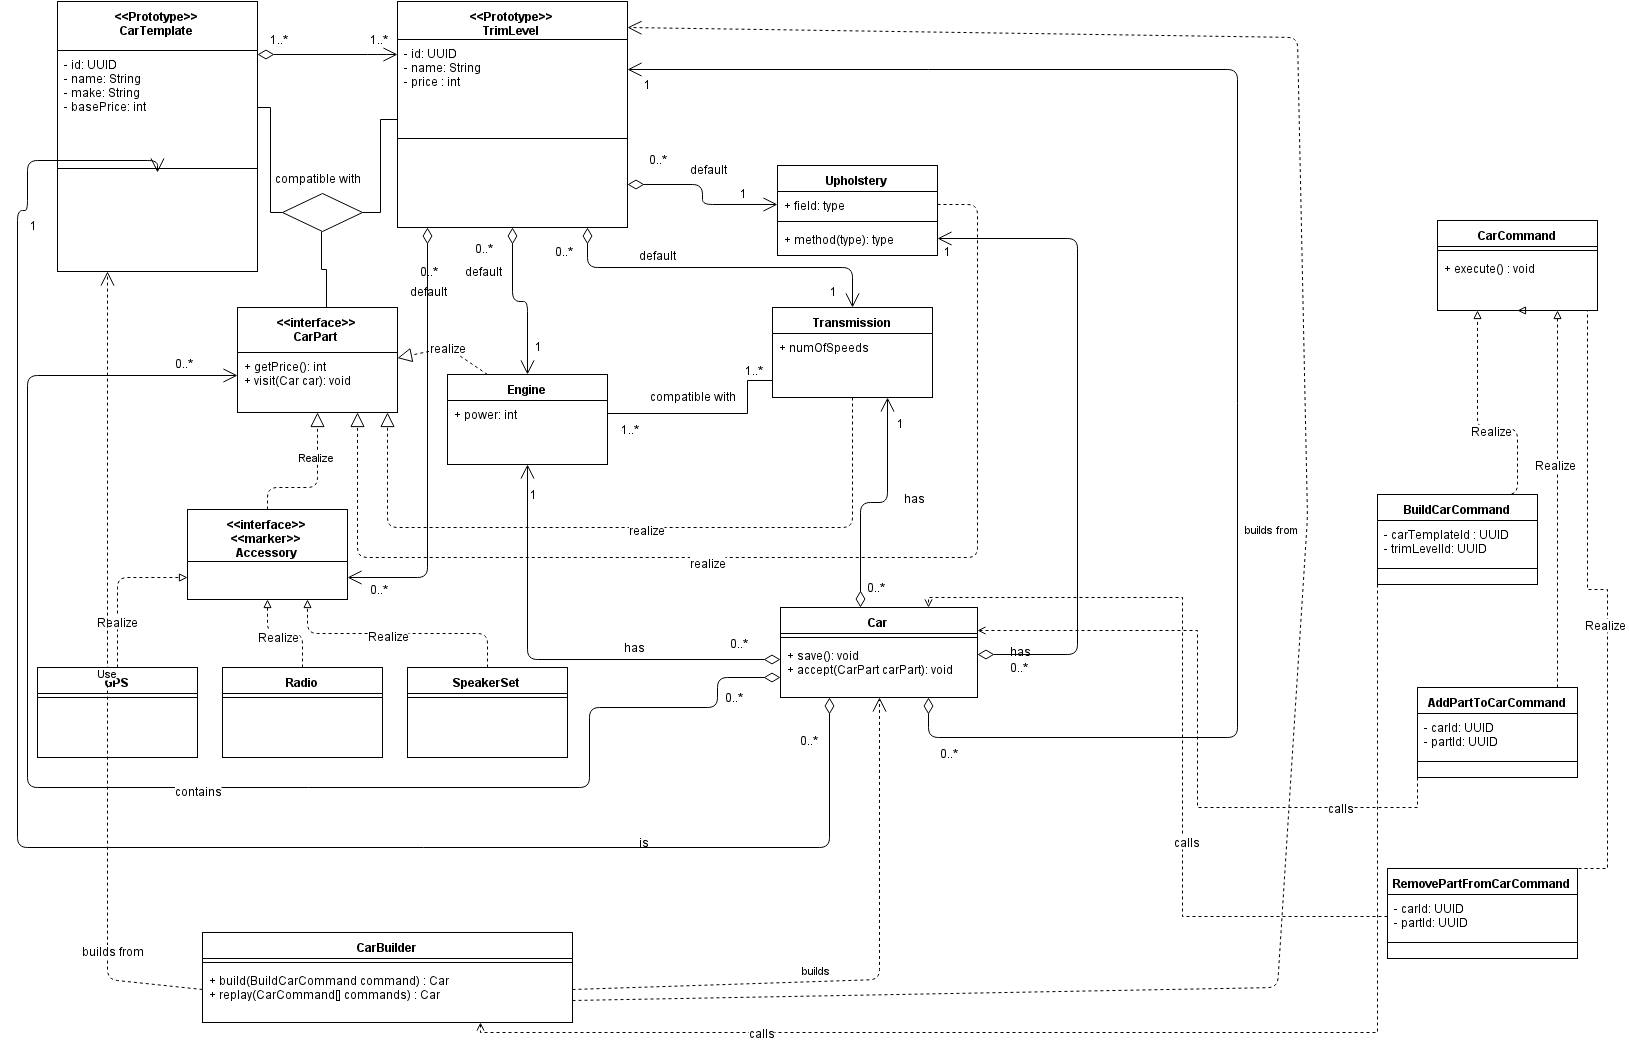 <<Prototype>>
CarTemplate
- id: UUID
- name: String
- make: String
- basePrice: int
1..*
1..*
<<Prototype>>
TrimLevel
- id: UUID
- name: String
- price : int
1
compatible with
1
0..*
default
1
Upholstery
+ field: type
+ method(type): type
1
CarCommand
+ execute() : void
0..*
default
0..*
default
0..*
default
1
<<interface>>
CarPart
+ getPrice(): int
+ visit(Car car): void
0..*
realize
1
Engine
+ power: int
Transmission
+ numOfSpeeds
1..*
compatible with
1..*
1
Realize
Realize
Realize
1
has
BuildCarCommand
- carTemplateId : UUID
- trimLevelId: UUID
<<interface>>
<<marker>>
Accessory
realize
realize
builds from
0..*
0..*
Realize
Realize
Realize
Realize
Car
+ save(): void
+ accept(CarPart carPart): void
has
0..*
has
0..*
Use
GPS
Radio
SpeakerSet
0..*
AddPartToCarCommand
- carId: UUID
- partId: UUID
0..*
0..*
contains
calls
is
calls
RemovePartFromCarCommand
- carId: UUID
- partId: UUID
builds from
CarBuilder
+ build(BuildCarCommand command) : Car
+ replay(CarCommand[] commands) : Car
builds
calls